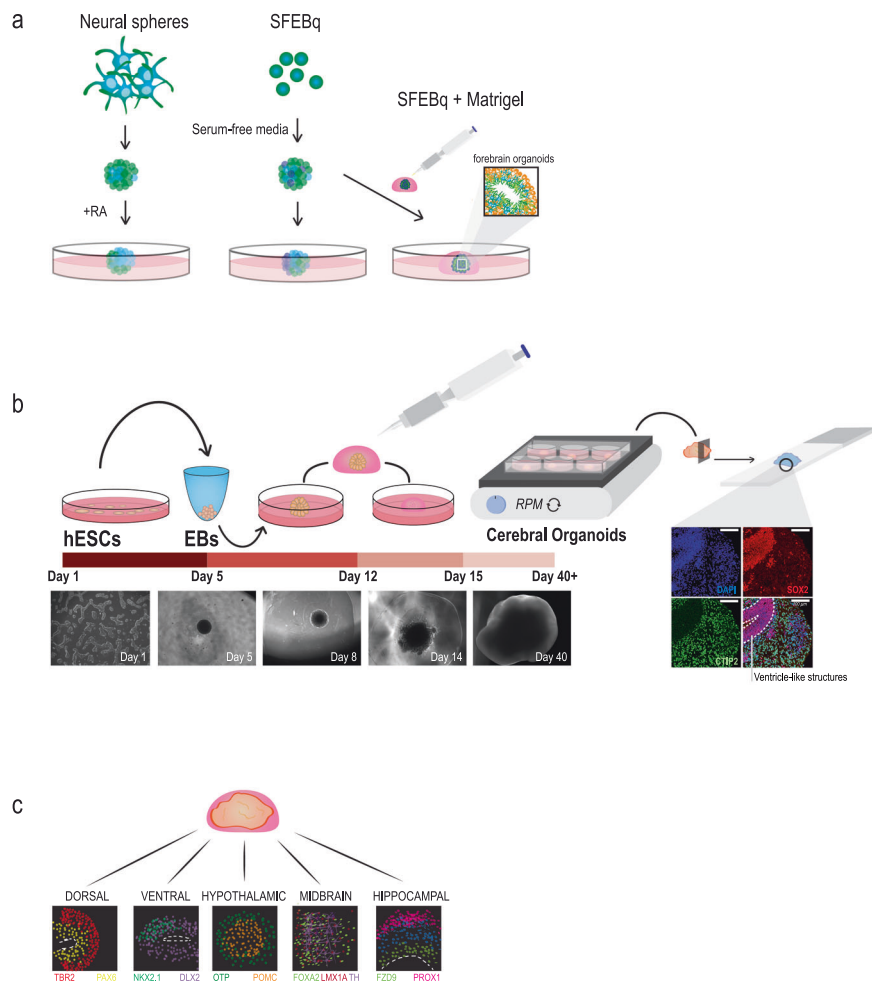 a
Neural spheres
SFEBq
SFEBq + Matrigel
Serum-free media
forebrain organoids
+RA
b
RPM
hESCs
EBs
Cerebral Organoids
Day 1
Day 5
Day 12
Day 15
Day 40+
DAPI
SOX2
Day 1
Day 5
Day 8
Day 14
Day 40
CTIP2
Ventricle-like structures
c
DORSAL
VENTRAL
HYPOTHALAMIC
MIDBRAIN
HIPPOCAMPAL
TBR2
PAX6
NKX2.1
DLX2
OTP
POMC
FOXA2
LMX1A
TH
FZD9
PROX1